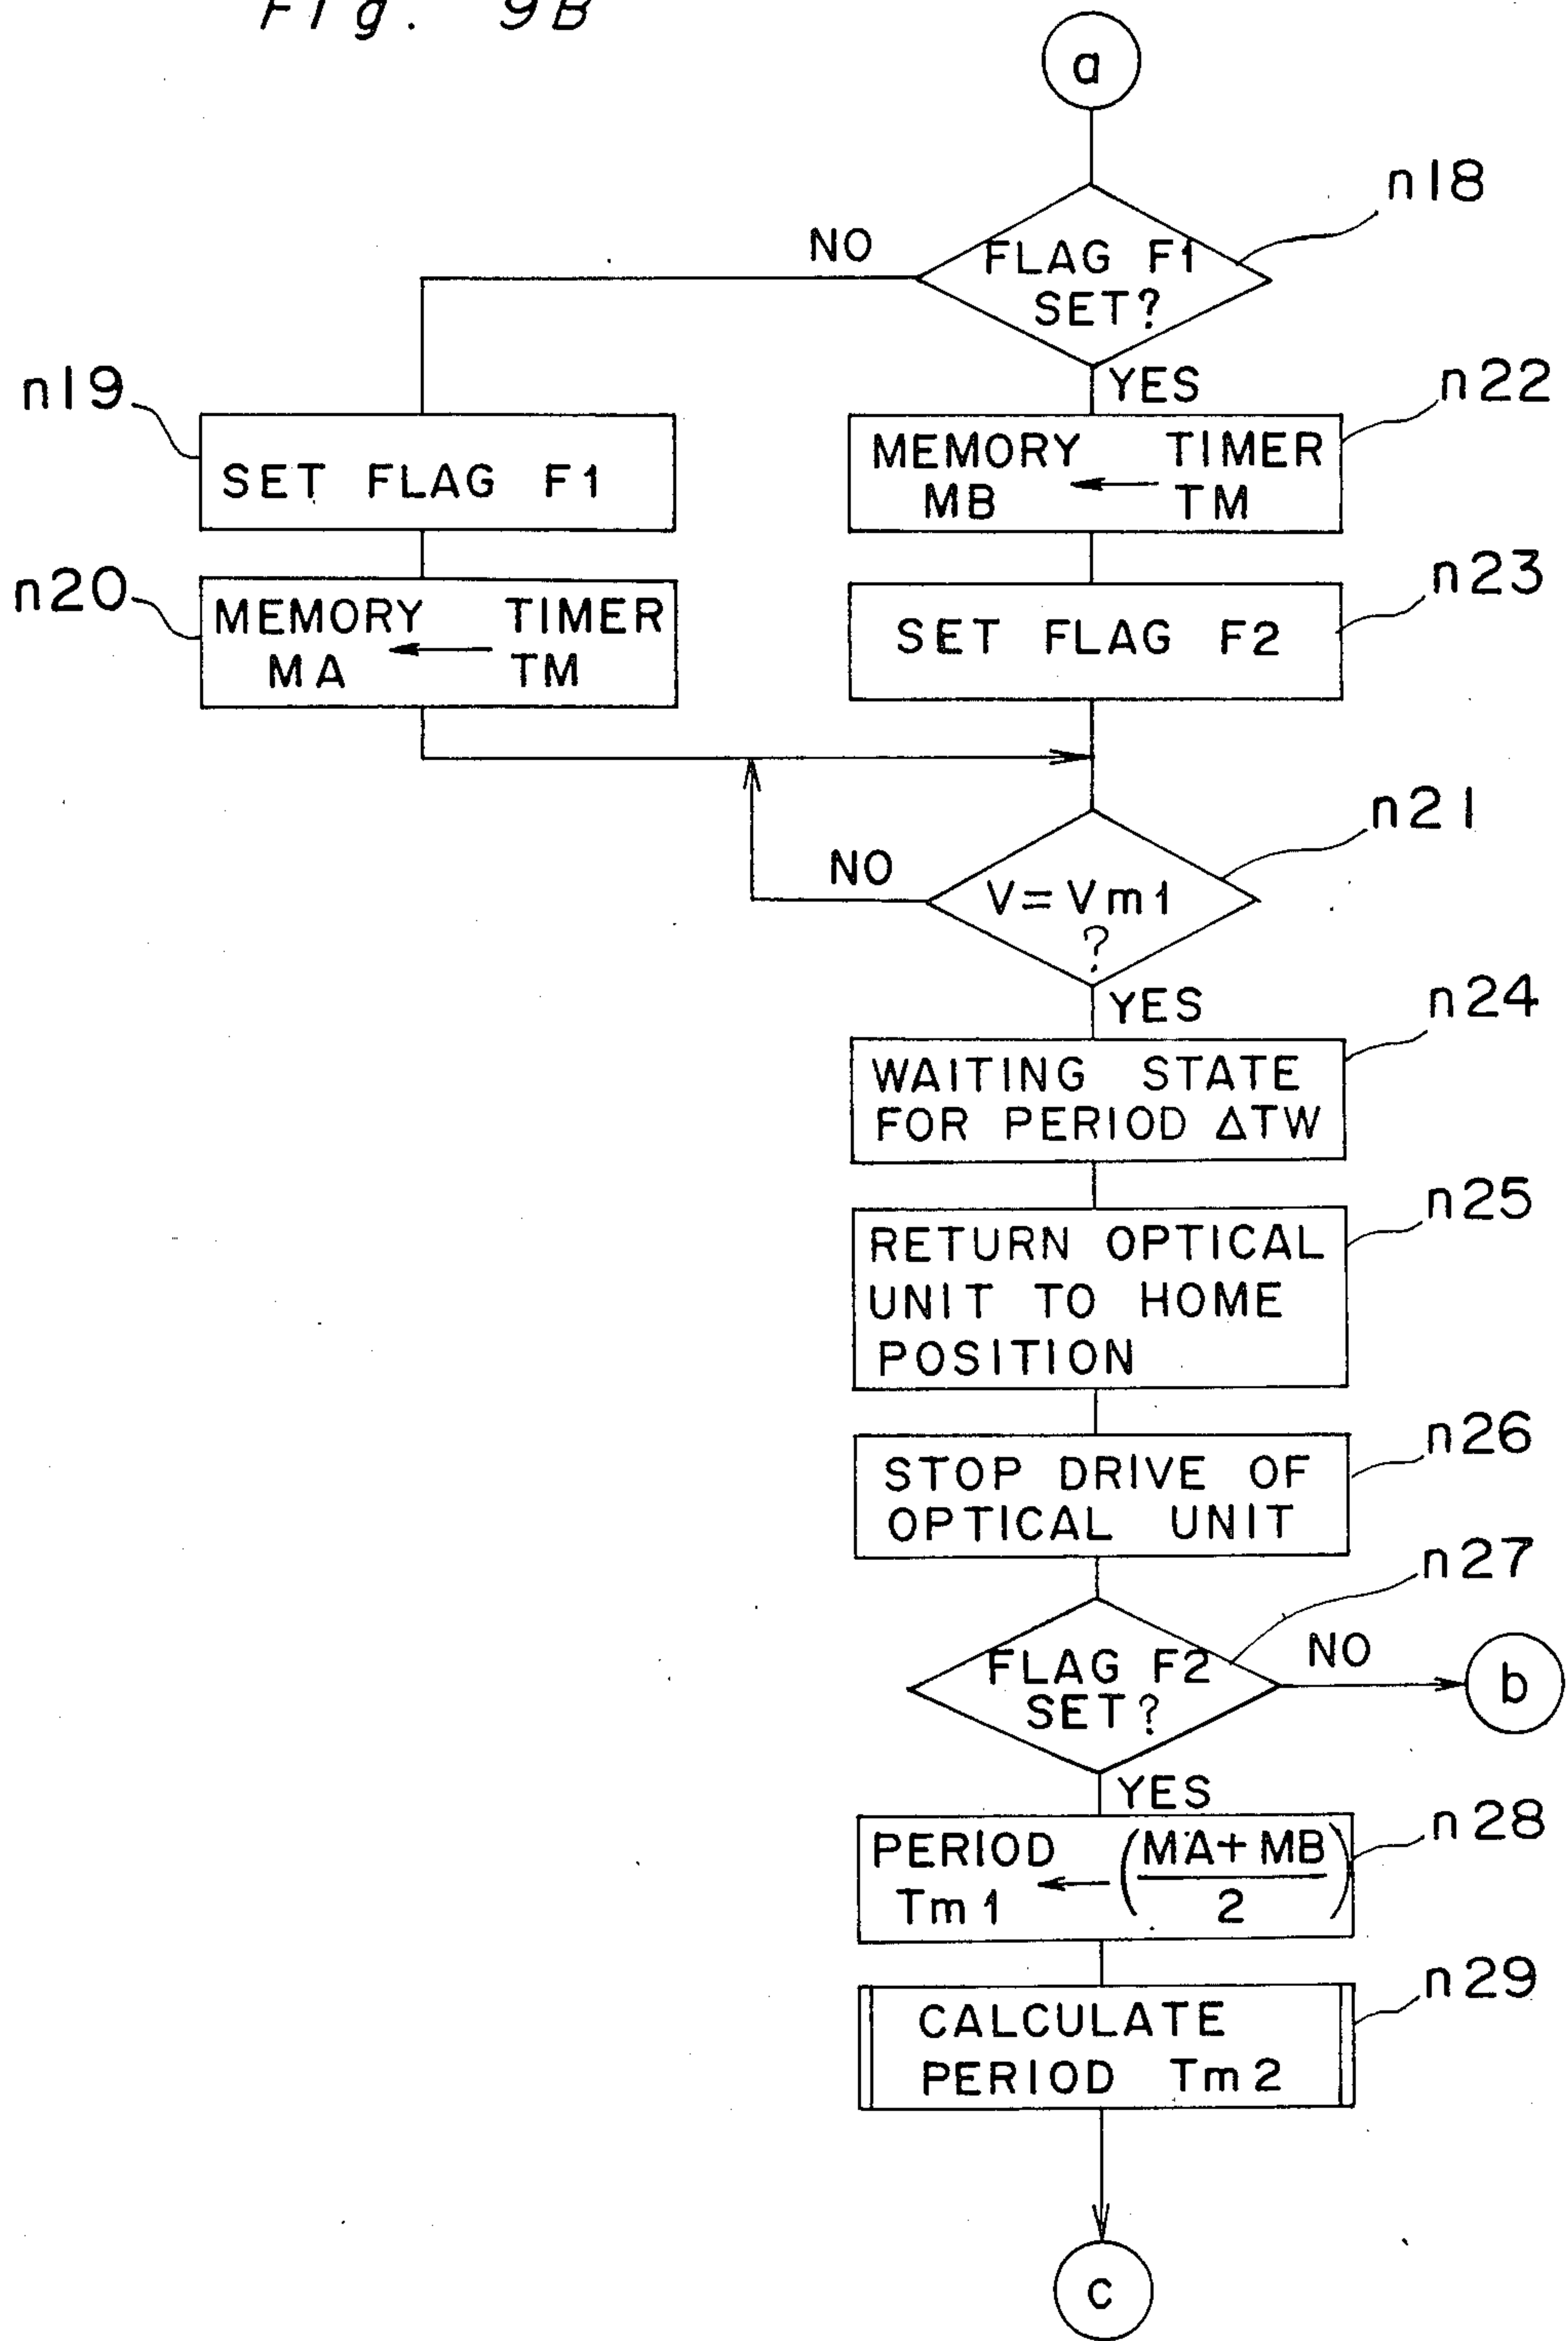 Fig. 9B
a
n18
NO
FLAG F1
SET?
YES
n19
SET FLAG F1
n22
MEMORY TIMER
MB ← TM
n20
MEMORY TIMER
MA ← TM
n23
SET FLAG F2
n21
NO
V=Vm1
?
YES
n24
WAITING STATE
FOR PERIOD ΔTW
n25
RETURN OPTICAL
UNIT TO HOME
POSITION
n26
STOP DRIVE OF
OPTICAL UNIT
n27
FLAG F2
SET?
NO
b
YES
n28
PERIOD
Tm1 ← (MA+MB
2)
n29
CALCULATE
PERIOD Tm2
c